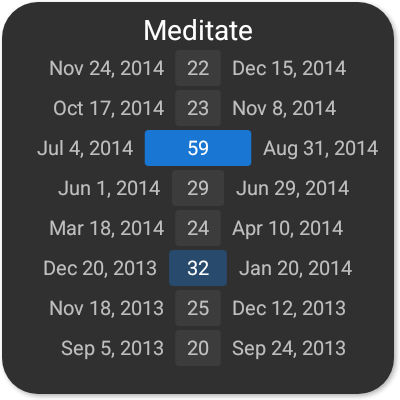 Meditate
Nov 24, 2014 22 Dec 15, 2014
Oct 17, 2014 23 Nov 8, 2014
Jul 4, 2014 59 Aug 31, 2014
Jun 1, 2014 29 Jun 29, 2014
Mar 18, 2014 24 Apr 10, 2014
Dec 20, 2013 32 Jan 20, 2014
Nov 18, 2013 25 Dec 12, 2013
Sep 5, 2013 20 Sep 24, 2013